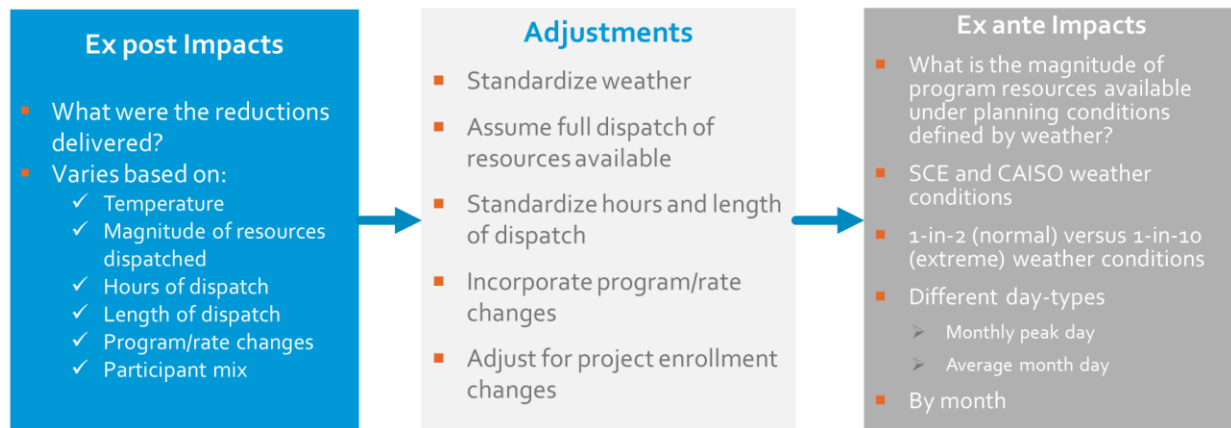 Ex post Impacts
What were the reductions
delivered?
Varies based on:
Temperature
Magnitude of resources
dispatched
Hours of dispatch
Length of dispatch
Program/rate changes
Participant mix
Adjustments
Standardize weather
Assume full dispatch of
resources available
Standardize hours and length
of dispatch
Incorporate program/rate
changes
Adjust for project enrollment
changes
Ex ante Impacts
What is the magnitude of
program resources available
under planning conditions
defined by weather?
SCE and CAISO weather
conditions
1-in-2 (normal) versus 1-in-10
(extreme) weather conditions
Different day-types
Monthly peak day
Average month day
By month